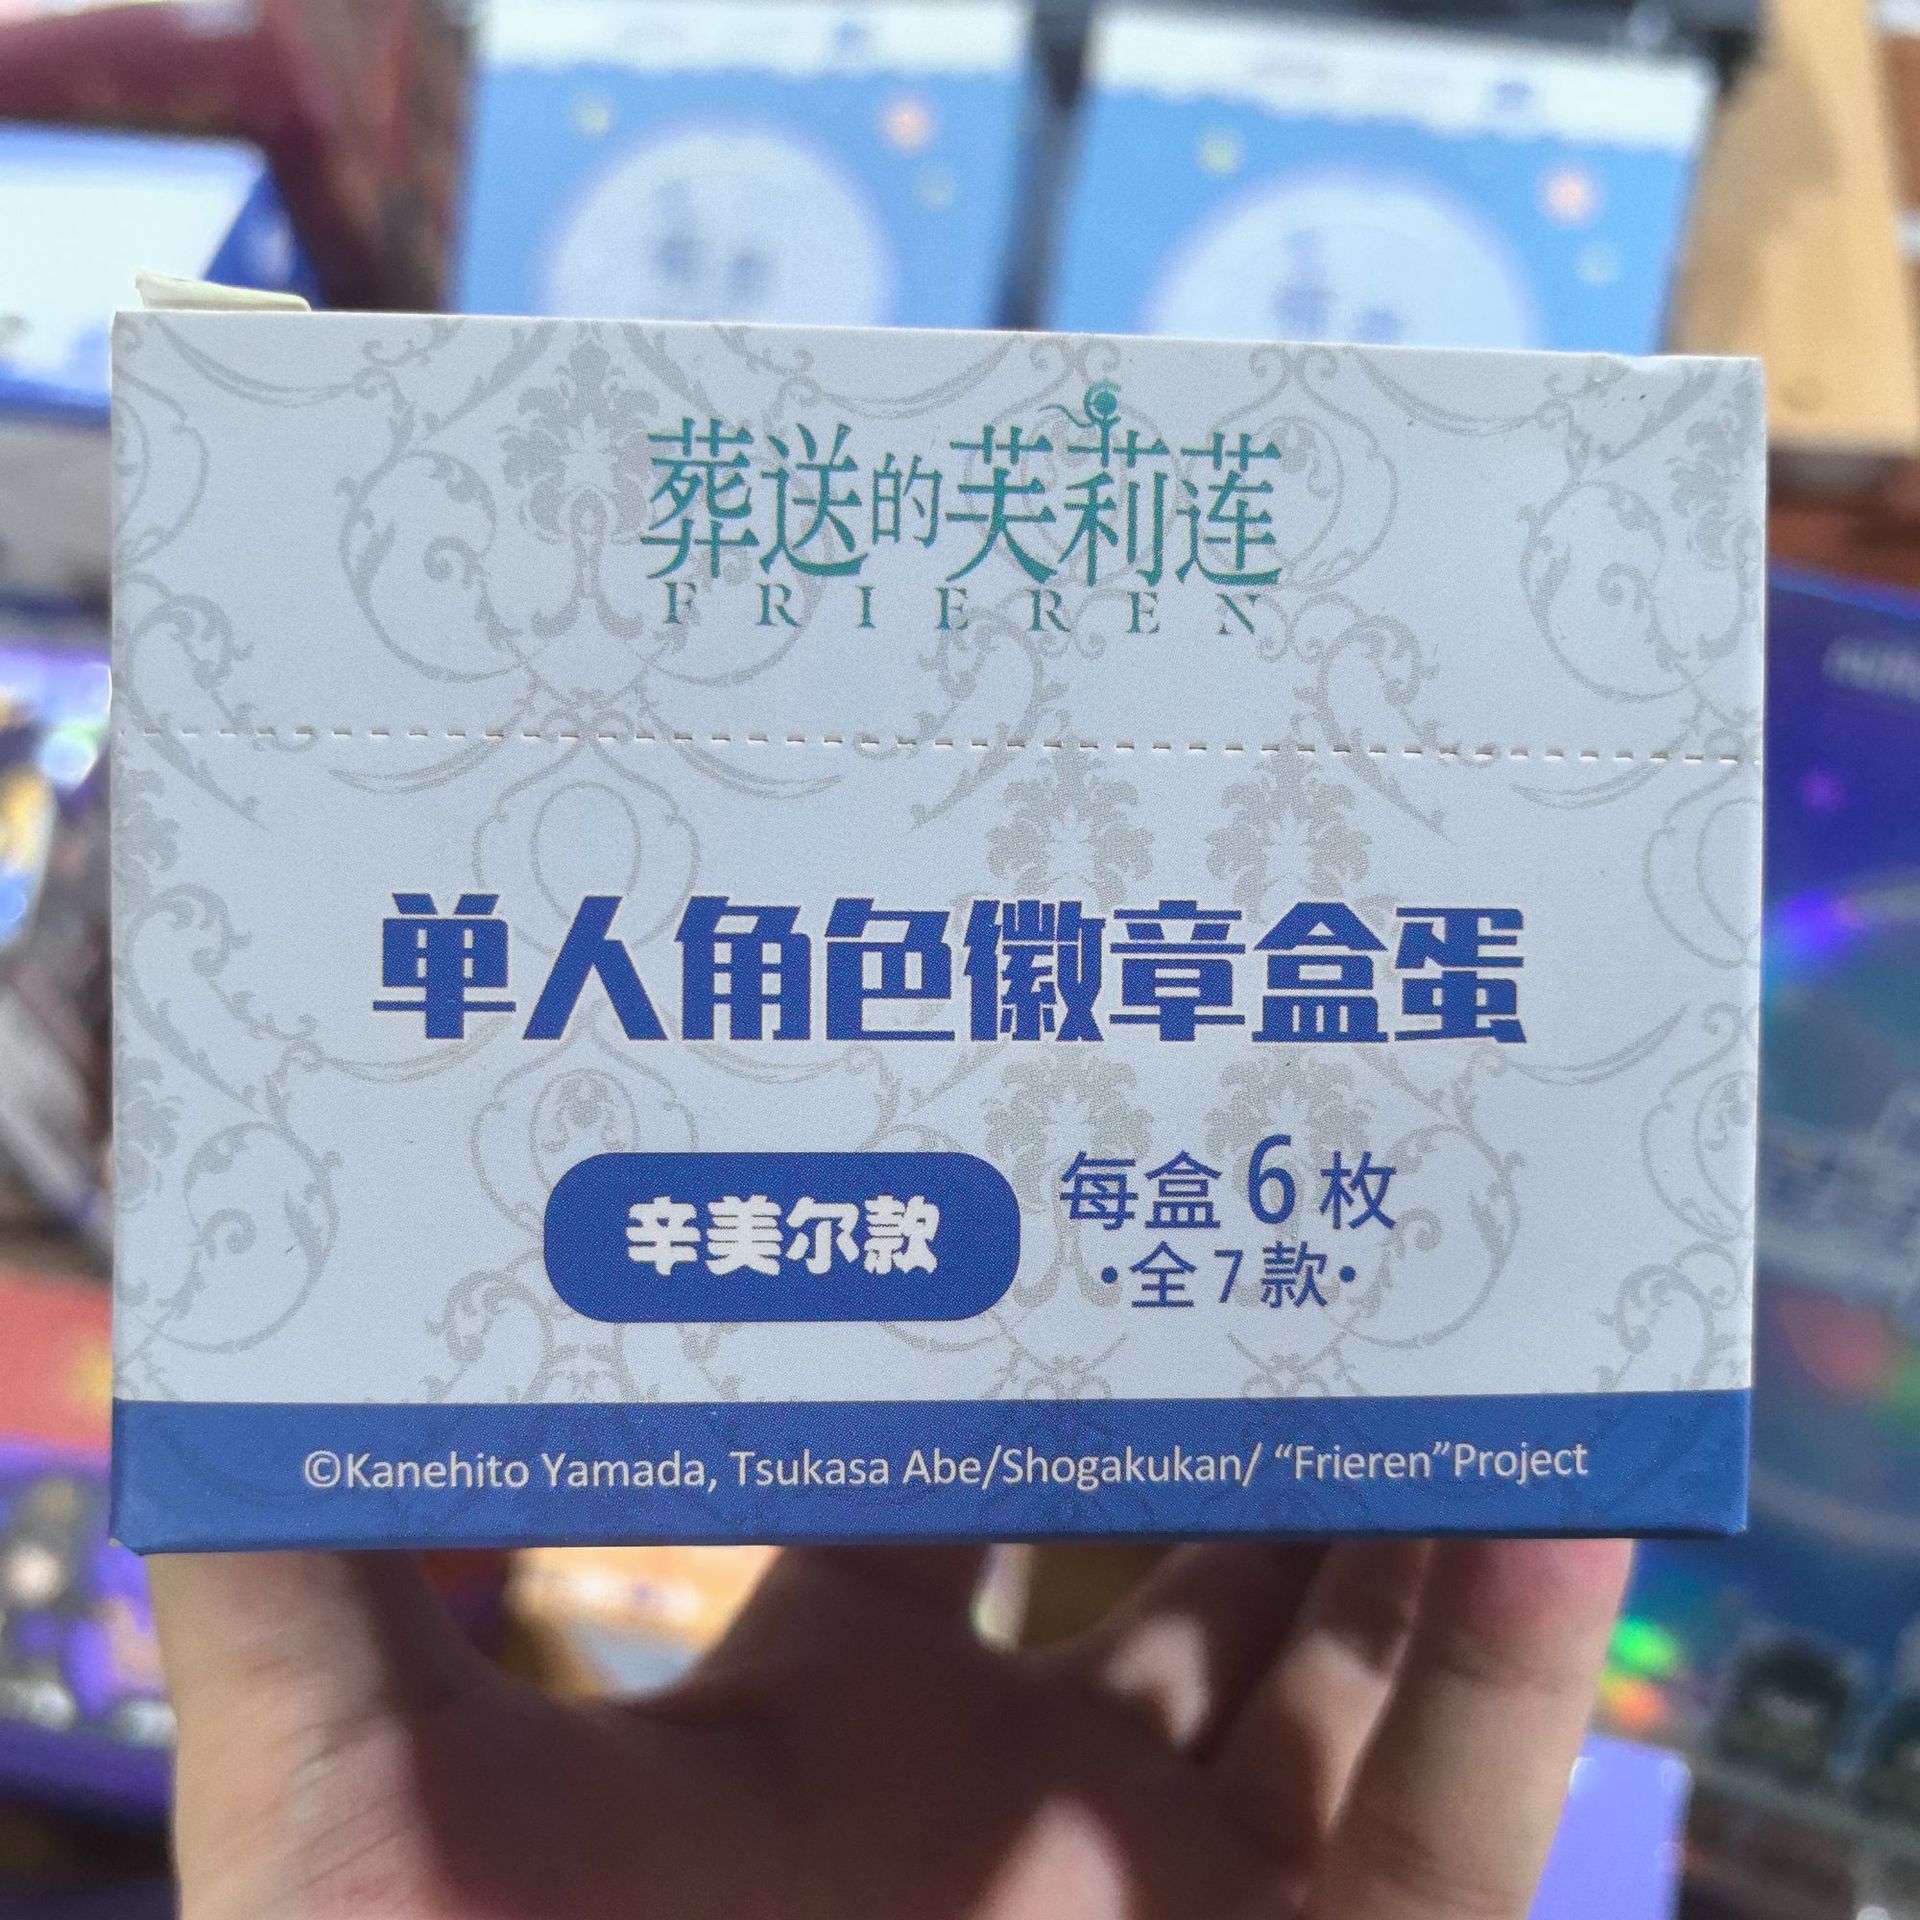 葬送的芙莉莲
FRIEREN
单人角色徽章盒蛋
辛美尔款
每盒6枚
·全7款·
©Kanehito Yamada, Tsukasa Abe/Shogakukan/ “Frieren”Project